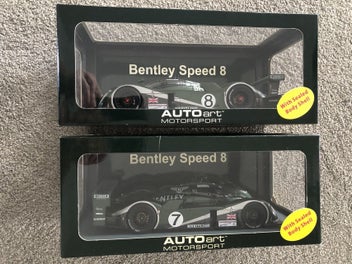 Bentley Speed 8
8
AUTOart
MOTORSPORT
With Sealed
Body Shell
Bentley Speed 8
BENTLEY
7
AUTOart
MOTORSPORT
With Sealed
Body Shell